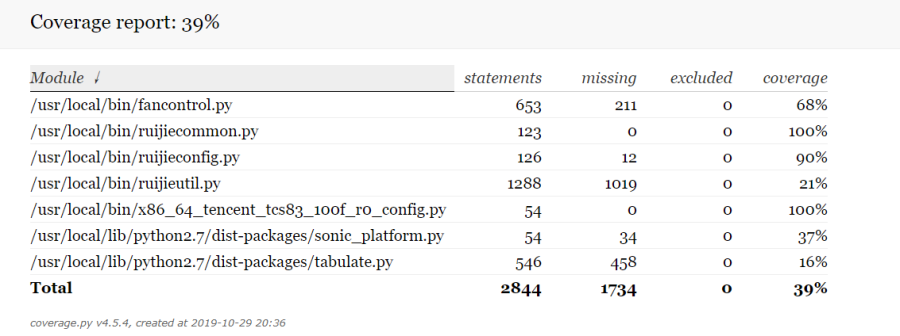 Coverage report: 39%
Module ↓ statements missing excluded coverage
/usr/local/bin/fancontrol.py 653 211 0 68%
/usr/local/bin/ruijiecommon.py 123 0 0 100%
/usr/local/bin/ruijieconfig.py 126 12 0 90%
/usr/local/bin/ruijieutil.py 1288 1019 0 21%
/usr/local/bin/x86_64_tencent_tcs83_100f_r0_config.py 54 0 0 100%
/usr/local/lib/python2.7/dist-packages/sonic_platform.py 54 34 0 37%
/usr/local/lib/python2.7/dist-packages/tabulate.py 546 458 0 16%
Total 2844 1734 0 39%
coverage.py v4.5.4, created at 2019-10-29 20:36